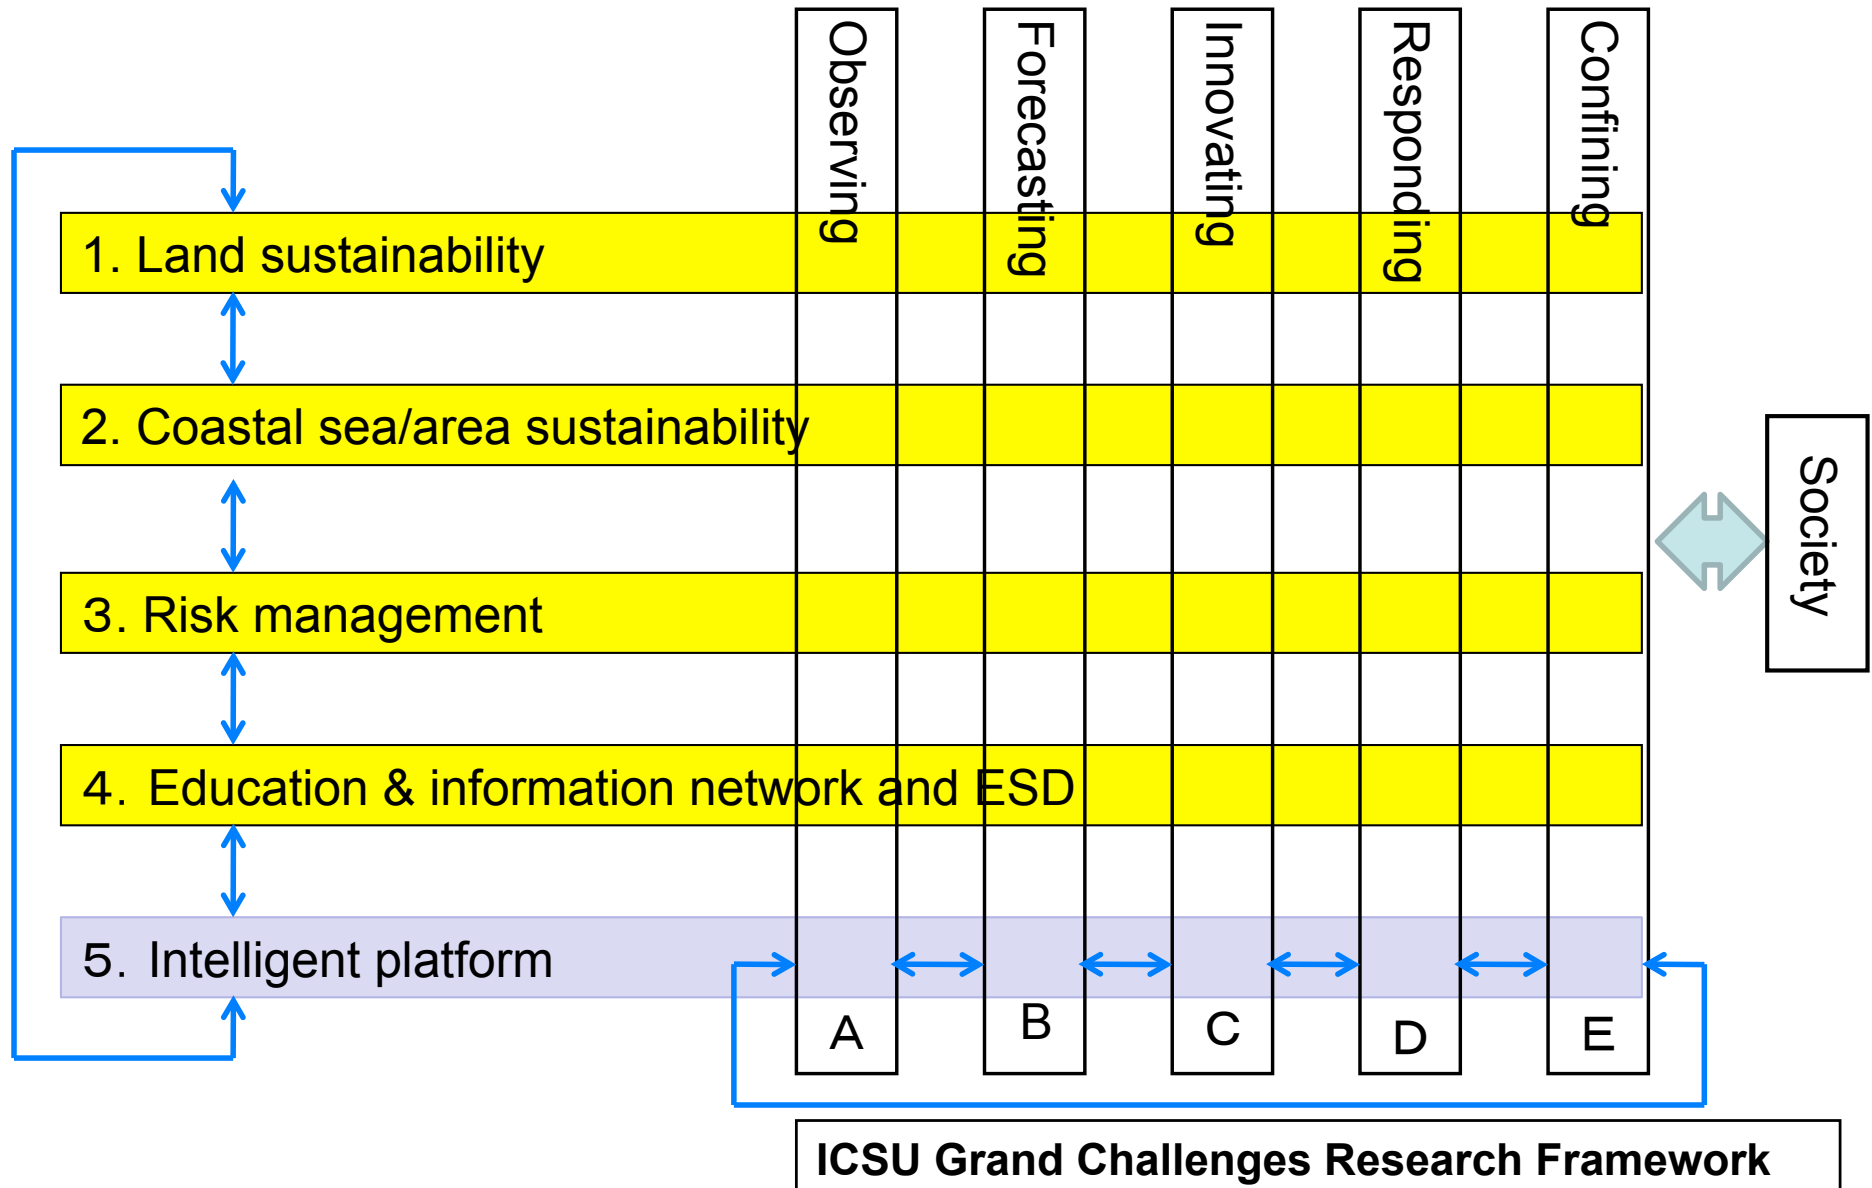 Observing
Forecasting
Innovating
Responding
Confining
1. Land sustainability
2. Coastal sea/area sustainability
Society
3. Risk management
4. Education & information network and ESD
5. Intelligent platform
A
B
C
D
E
ICSU Grand Challenges Research Framework